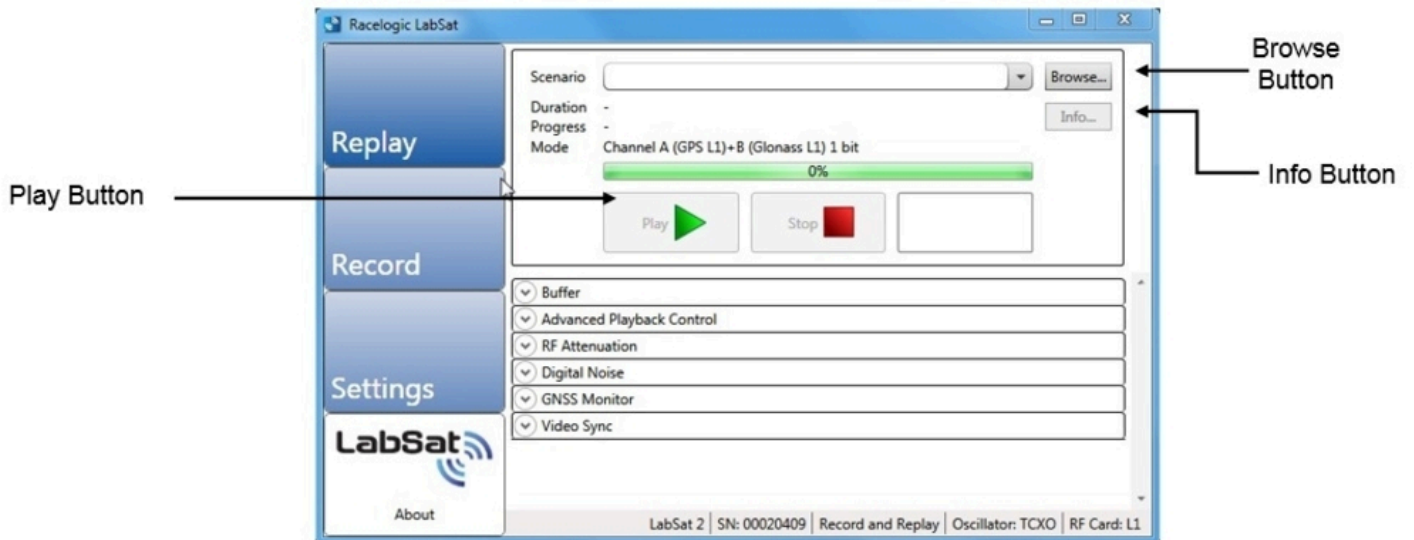 Racelogic LabSat
Browse
Button
Scenario
Browse...
Duration -
Info...
Progress -
Replay
Mode Channel A (GPS L1)+B (Glonass L1) 1 bit
0%
Info Button
Play Button
Play
Stop
Record
Buffer
Advanced Playback Control
RF Attenuation
Digital Noise
Settings
GNSS Monitor
Video Sync
LabSat
About
LabSat 2 SN: 00020409 Record and Replay Oscillator: TCXO RF Card: L1